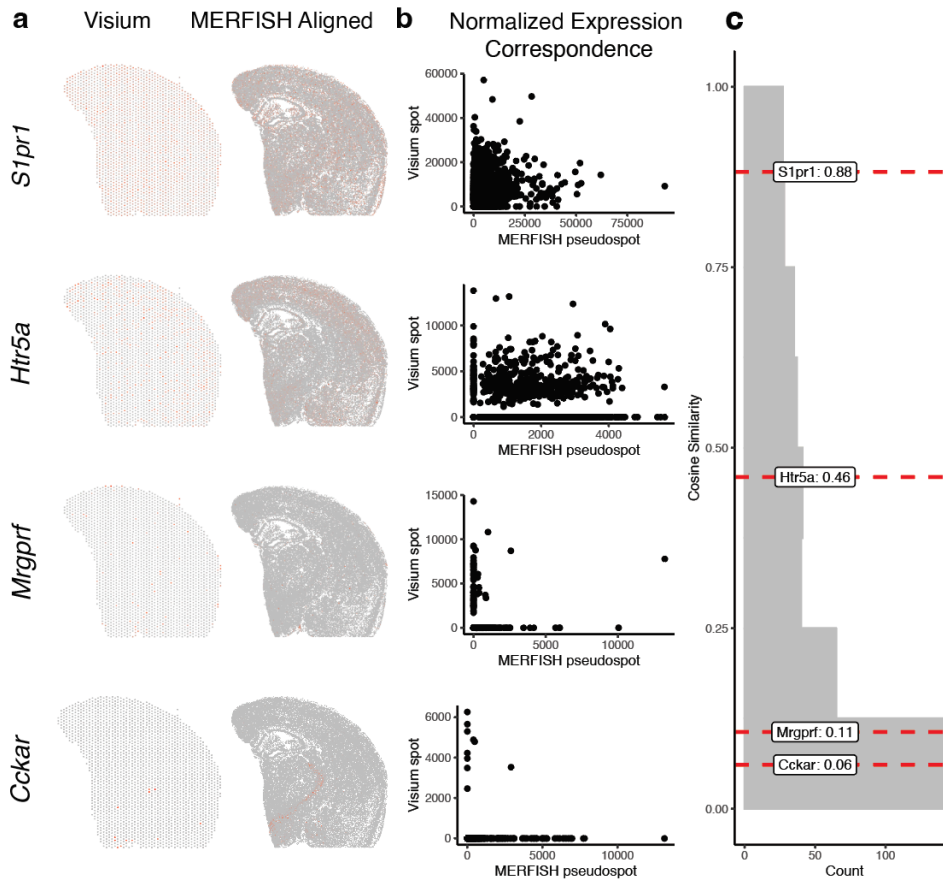 a
Visium
MERFISH Aligned
b
Normalized Expression
Correspondence
c
S1pr1
Visium spot
60000
40000
20000
0
0 25000 50000 75000
MERFISH pseudospot
Htr5a
Visium spot
10000
5000
0
0 2000 4000
MERFISH pseudospot
Mrgprf
Visium spot
15000
10000
5000
0
0 5000 10000
MERFISH pseudospot
Cckar
Visium spot
6000
4000
2000
0
0 5000 10000
MERFISH pseudospot
Cosine Similarity
1.00
0.75
0.50
0.25
0.00
S1pr1: 0.88
Htr5a: 0.46
Mrgprf: 0.11
Cckar: 0.06
0 50 100
Count